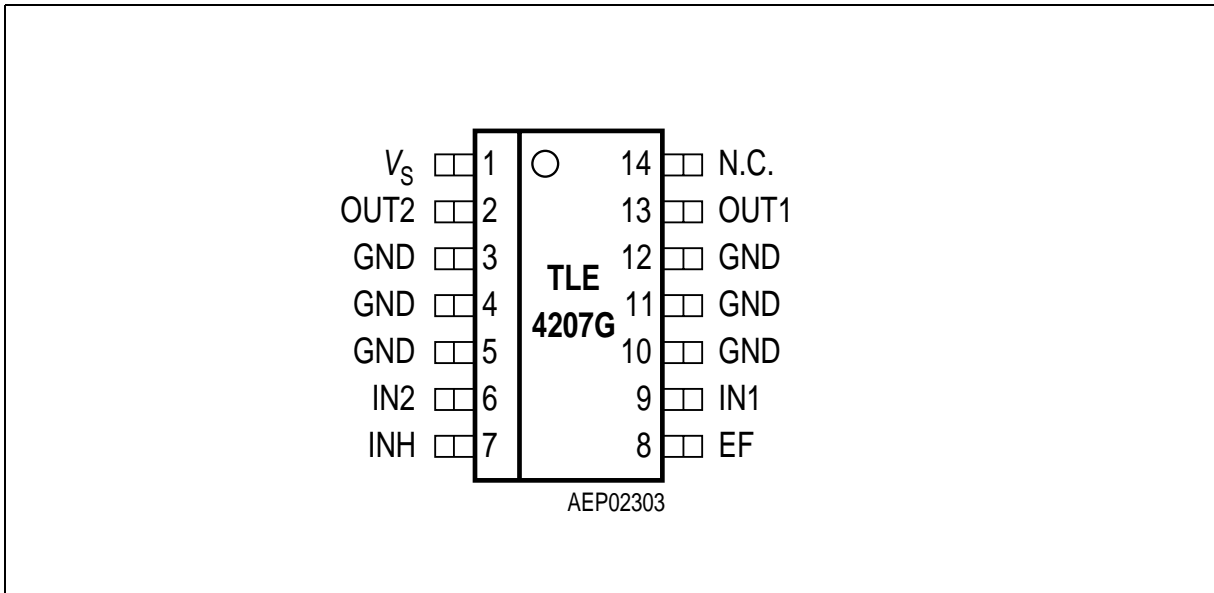 VS 1 14 N.C.
OUT2 2 13 OUT1
GND 3 12 GND
TLE
GND 4 11 GND
4207G
GND 5 10 GND
IN2 6 9 IN1
INH 7 8 EF
AEP02303